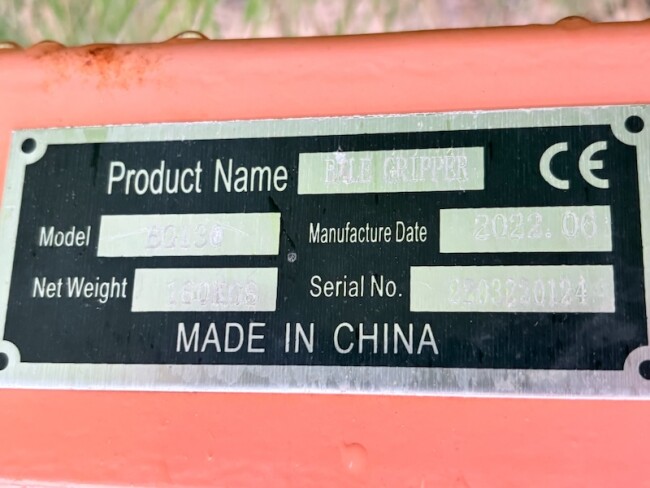 Product Name BALE GRIPPER CE
Model Manufacture Date 2022.06
Net Weight Serial No.
MADE IN CHINA